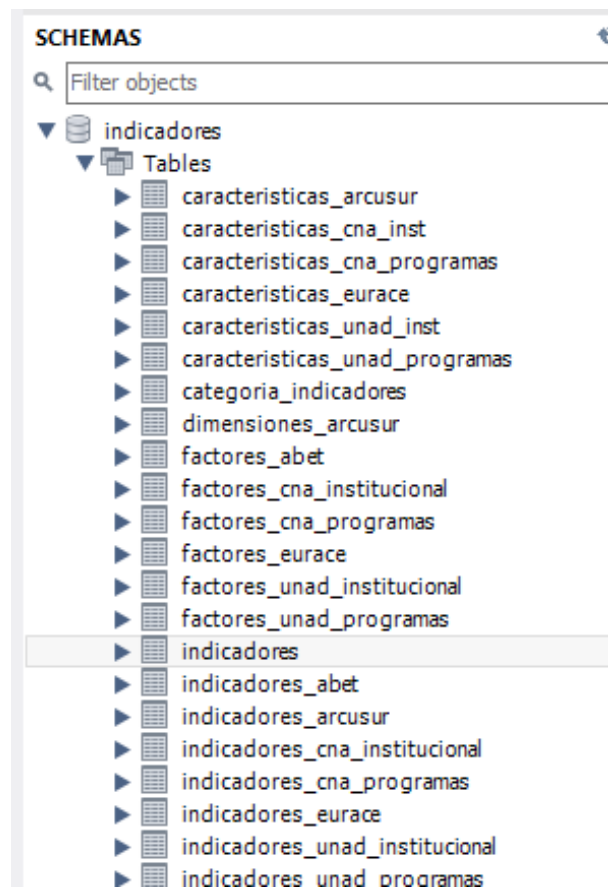 SCHEMAS
Filter objects
indicadores
Tables
caracteristicas_arcusur
caracteristicas_cna_inst
caracteristicas_cna_programas
caracteristicas_eurace
caracteristicas_unad_inst
caracteristicas_unad_programas
categoria_indicadores
dimensiones_arcusur
factores_abet
factores_cna_institucional
factores_cna_programas
factores_eurace
factores_unad_institucional
factores_unad_programas
indicadores
indicadores_abet
indicadores_arcusur
indicadores_cna_institucional
indicadores_cna_programas
indicadores_eurace
indicadores_unad_institucional
indicadores_unad_programas